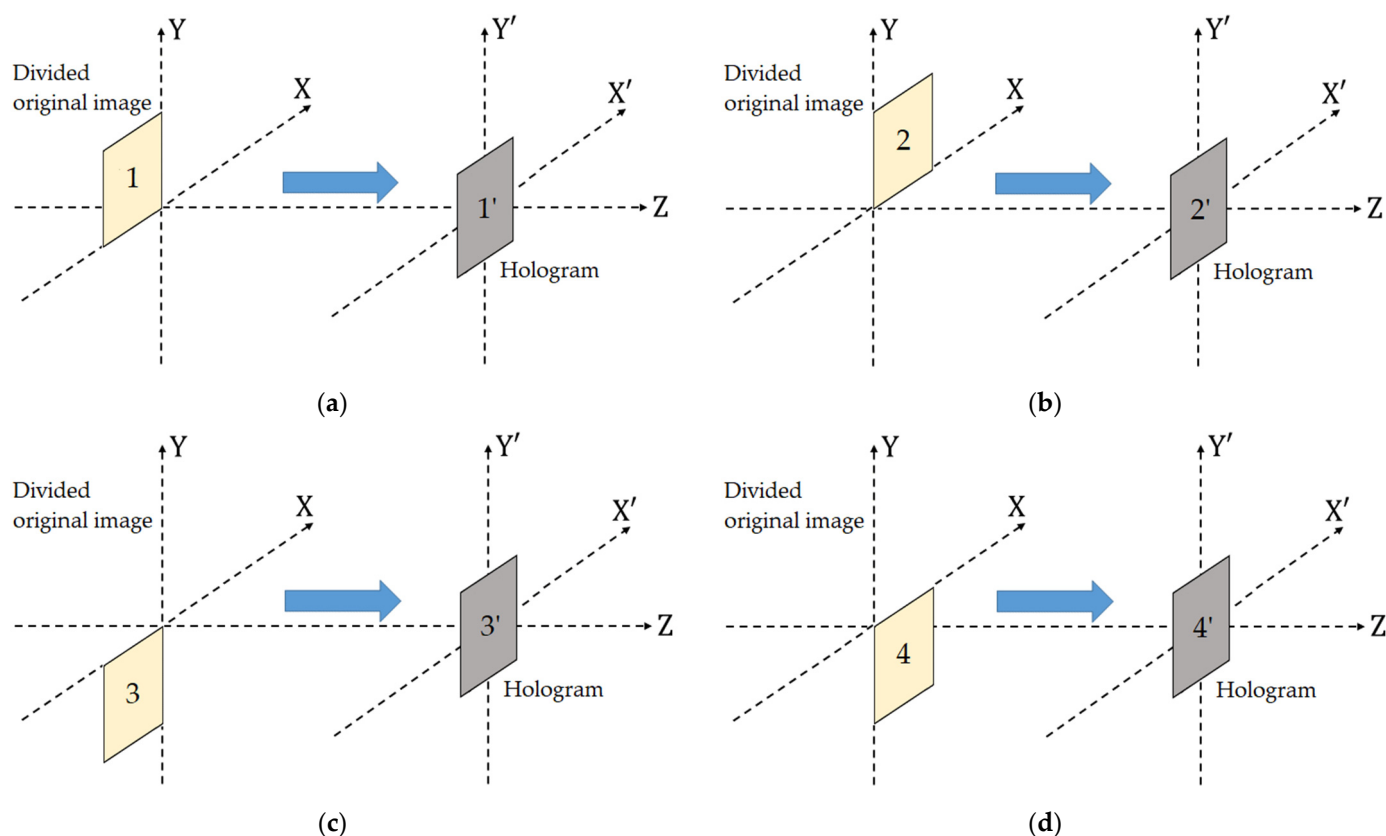 Y
Y′
Divided
original image
X
X′
1
1'
Z
Hologram
(a)
Y
Y′
Divided
original image
X
X′
2
2'
Z
Hologram
(b)
Y
Y′
Divided
original image
X
X′
3
3'
Z
Hologram
(c)
Y
Y′
Divided
original image
X
X′
4
4'
Z
Hologram
(d)